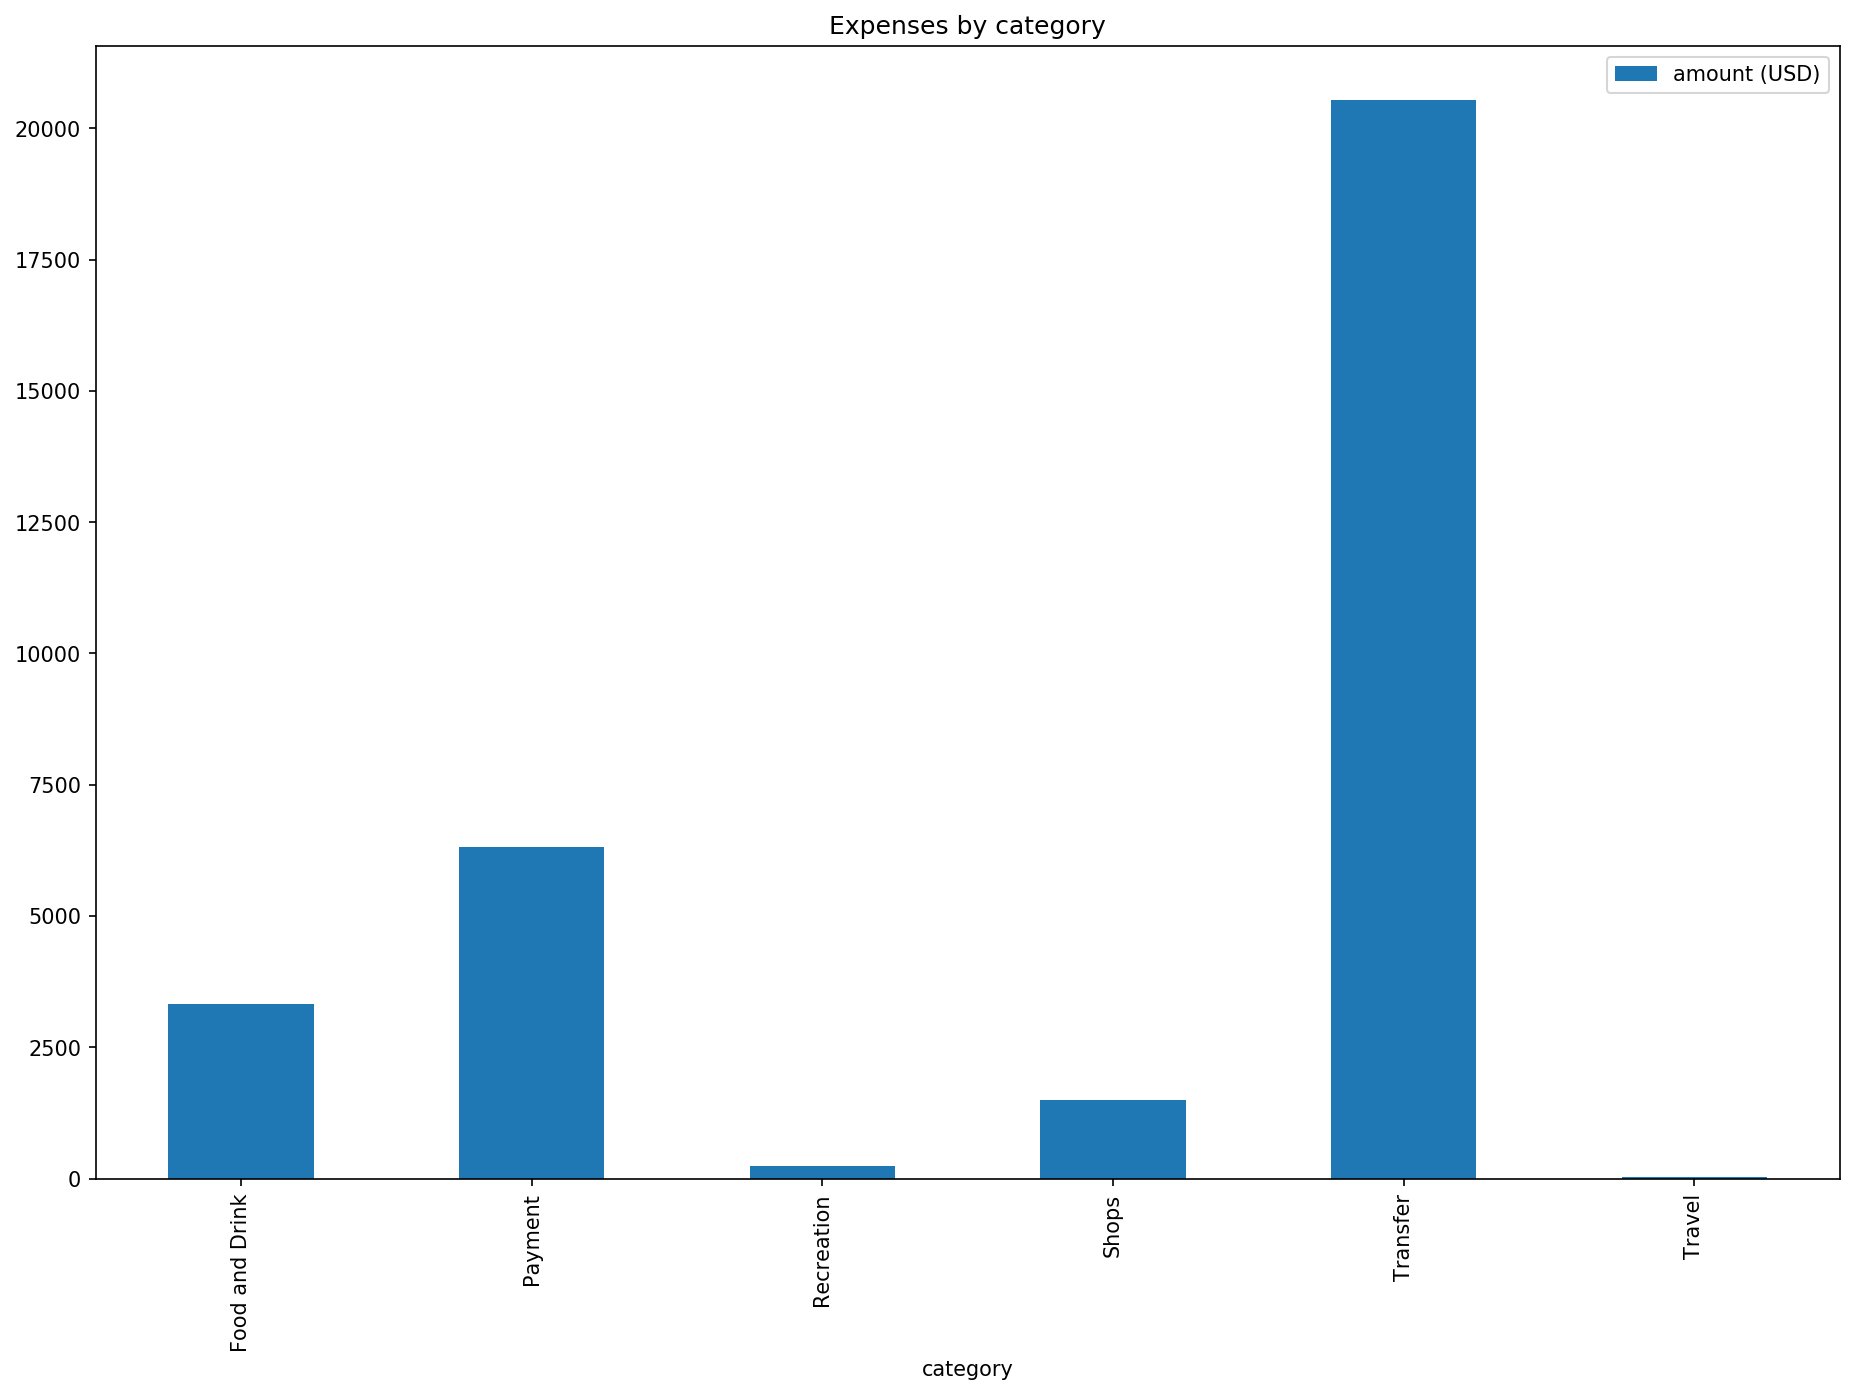 Expenses by category
amount (USD)
20000
17500
15000
12500
10000
7500
5000
2500
0
Food and Drink
Payment
Recreation
Shops
Transfer
Travel
category